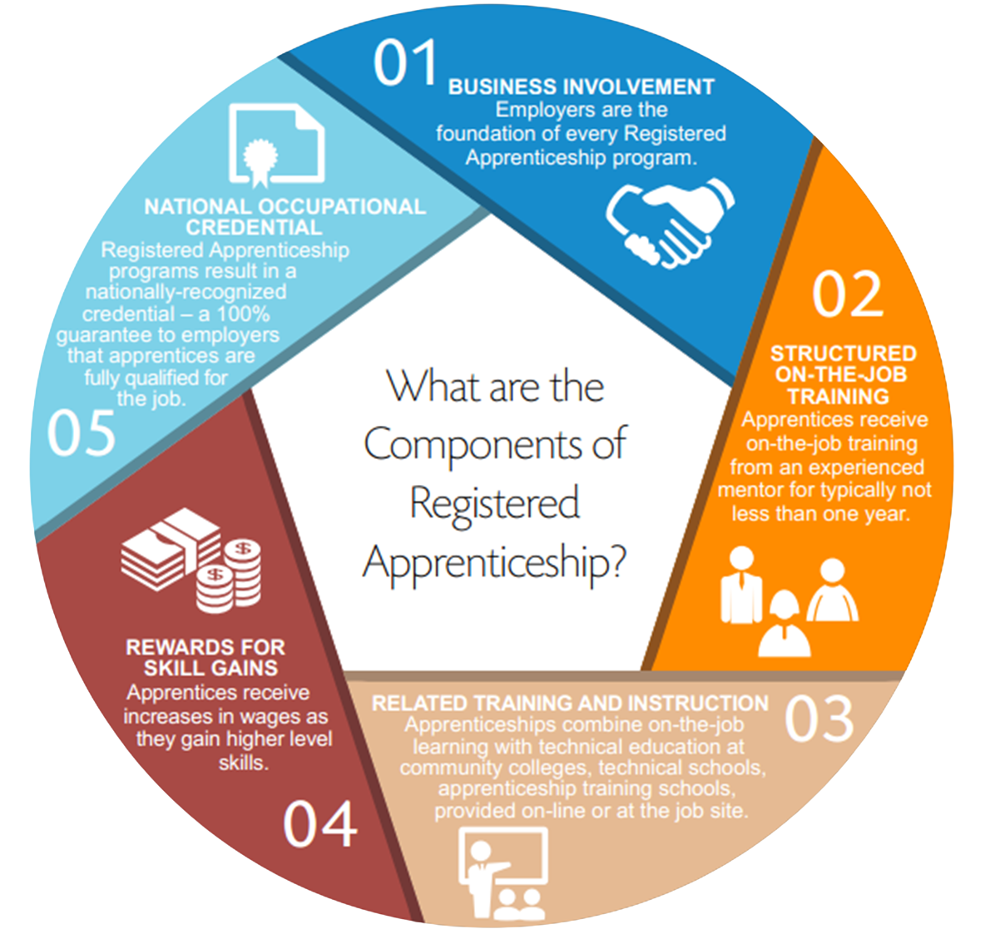 What are the
Components of
Registered
Apprenticeship?
01
BUSINESS INVOLVEMENT
Employers are the
foundation of every Registered
Apprenticeship program.
02
STRUCTURED
ON-THE-JOB
TRAINING
Apprentices receive
on-the-job training
from an experienced
mentor for typically not
less than one year.
RELATED TRAINING AND INSTRUCTION
03
Apprenticeships combine on-the-job
learning with technical education at
community colleges, technical schools,
apprenticeship training schools,
provided on-line or at the job site.
$
$
REWARDS FOR
SKILL GAINS
Apprentices receive
increases in wages as
they gain higher level
skills.
04
NATIONAL OCCUPATIONAL
CREDENTIAL
Registered Apprenticeship
programs result in a
nationally-recognized
credential – a 100%
guarantee to employers
that apprentices are
fully qualified for
the job.
05